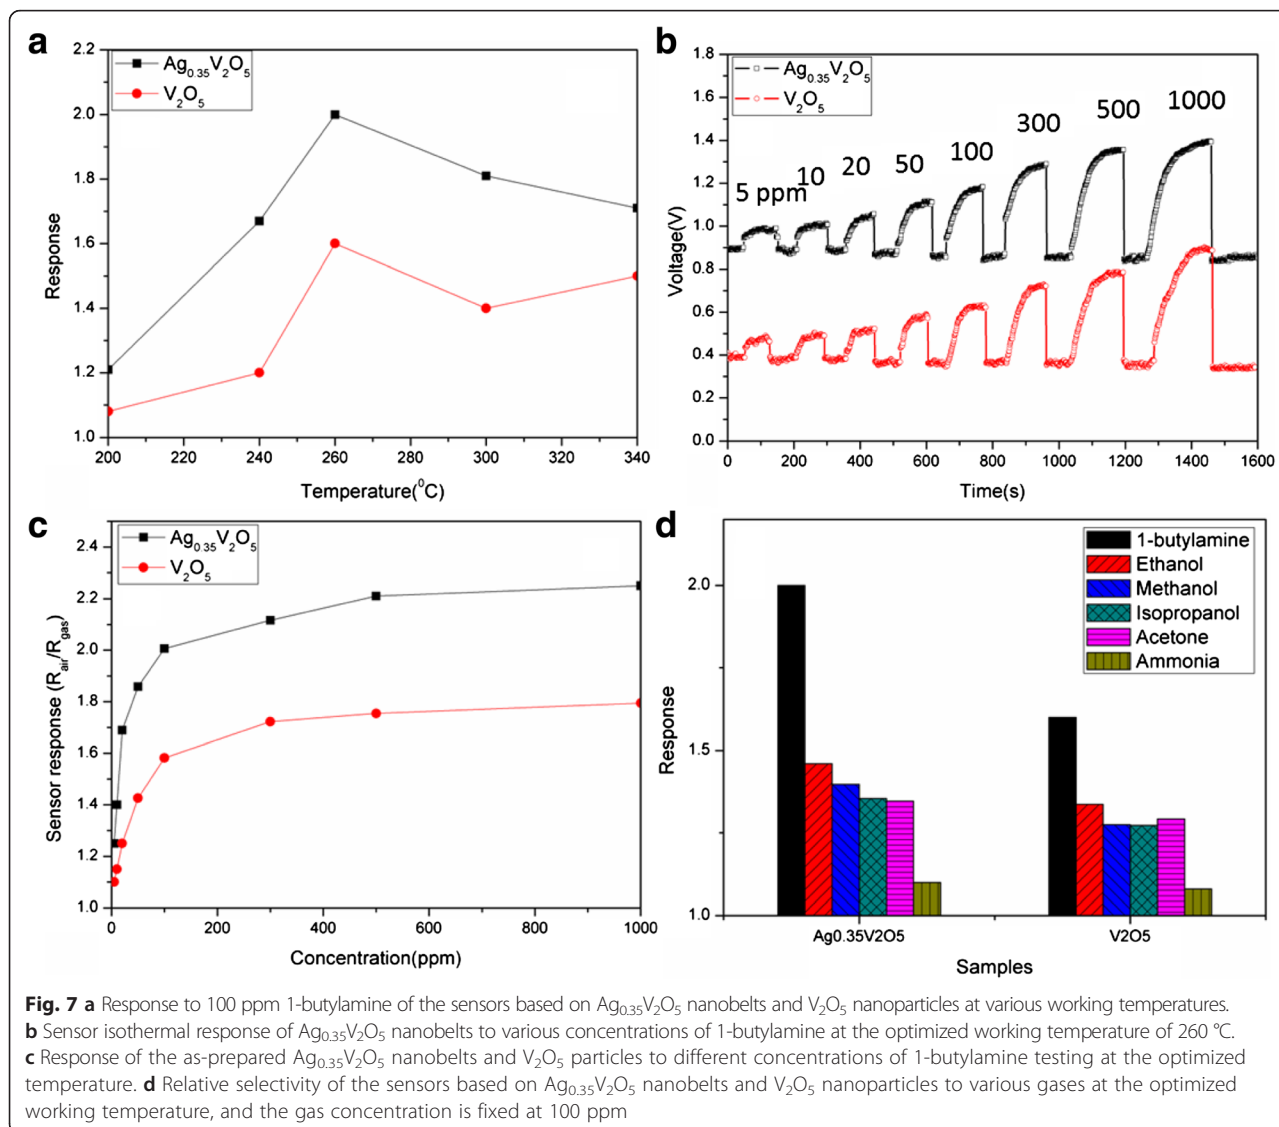 a
2.2
2.0
1.8
1.6
1.4
1.2
1.0
Response
Ag0.35V2O5
V2O5
200 220 240 260 280 300 320 340
Temperature(⁰C)
b
1.8
1.6
1.4
1.2
1.0
0.8
0.6
0.4
0.2
0.0
Voltage(V)
Ag0.35V2O5
V2O5
5 ppm 10 20 50 100 300 500 1000
0 200 400 600 800 1000 1200 1400 1600
Time(s)
c
2.4
2.2
2.0
1.8
1.6
1.4
1.2
1.0
Sensor response (Rair/Rgas)
Ag0.35V2O5
V2O5
0 200 400 600 800 1000
Concentration(ppm)
d
2.0
1.5
1.0
Response
1-butylamine
Ethanol
Methanol
Isopropanol
Acetone
Ammonia
Ag0.35V2O5 V2O5
Samples
Fig. 7 a Response to 100 ppm 1-butylamine of the sensors based on Ag0.35V2O5 nanobelts and V2O5 nanoparticles at various working temperatures.
b Sensor isothermal response of Ag0.35V2O5 nanobelts to various concentrations of 1-butylamine at the optimized working temperature of 260 °C.
c Response of the as-prepared Ag0.35V2O5 nanobelts and V2O5 particles to different concentrations of 1-butylamine testing at the optimized
temperature. d Relative selectivity of the sensors based on Ag0.35V2O5 nanobelts and V2O5 nanoparticles to various gases at the optimized
working temperature, and the gas concentration is fixed at 100 ppm